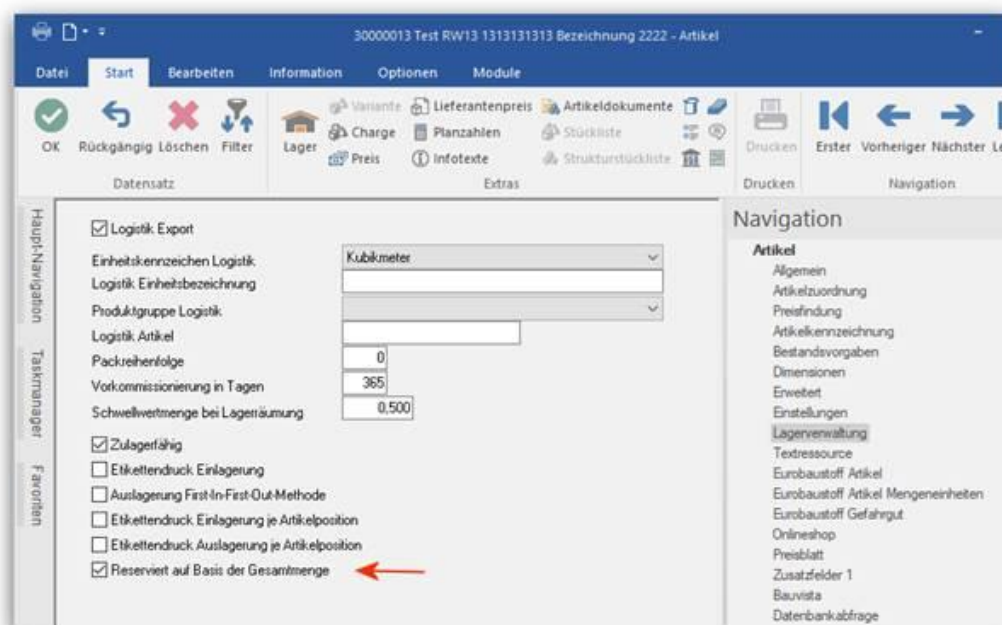 30000013 Test RW13 1313131313 Bezeichnung 2222 - Artikel
Datei Start Bearbeiten Information Optionen Module
OK Rückgängig Löschen Filter
Datensatz
Lager
Variante Lieferantenpreis Artikeldokumente
Charge Planzahlen Stückliste
Preis Infotexte Strukturstückliste
Extras
Drucken
Drucken
Erster Vorheriger Nächster Le
Navigation
Haupt-Navigation
Taskmanager
Favoriten
Logistik Export
Einheitskennzeichen Logistik Kubikmeter
Logistik Einheitsbezeichnung
Produktgruppe Logistik
Logistik Artikel
Packreihenfolge 0
Vorkommissionierung in Tagen 365
Schwellwertmenge bei Lagerräumung 0,500
Zulagerfähig
Etikettendruck Einlagerung
Auslagerung First-In-First-Out-Methode
Etikettendruck Einlagerung je Artikelposition
Etikettendruck Auslagerung je Artikelposition
Reserviert auf Basis der Gesamtmenge
Navigation
Artikel
Allgemein
Artikelzuordnung
Preisfindung
Artikelkennzeichnung
Bestandsvorgaben
Dimensionen
Erweitert
Einstellungen
Lagerverwaltung
Textressource
Eurobaustoff Artikel
Eurobaustoff Artikel Mengeneinheiten
Eurobaustoff Gefahrgut
Onlineshop
Preisblatt
Zusatzfelder 1
Bauvista
Datenbankabfrage